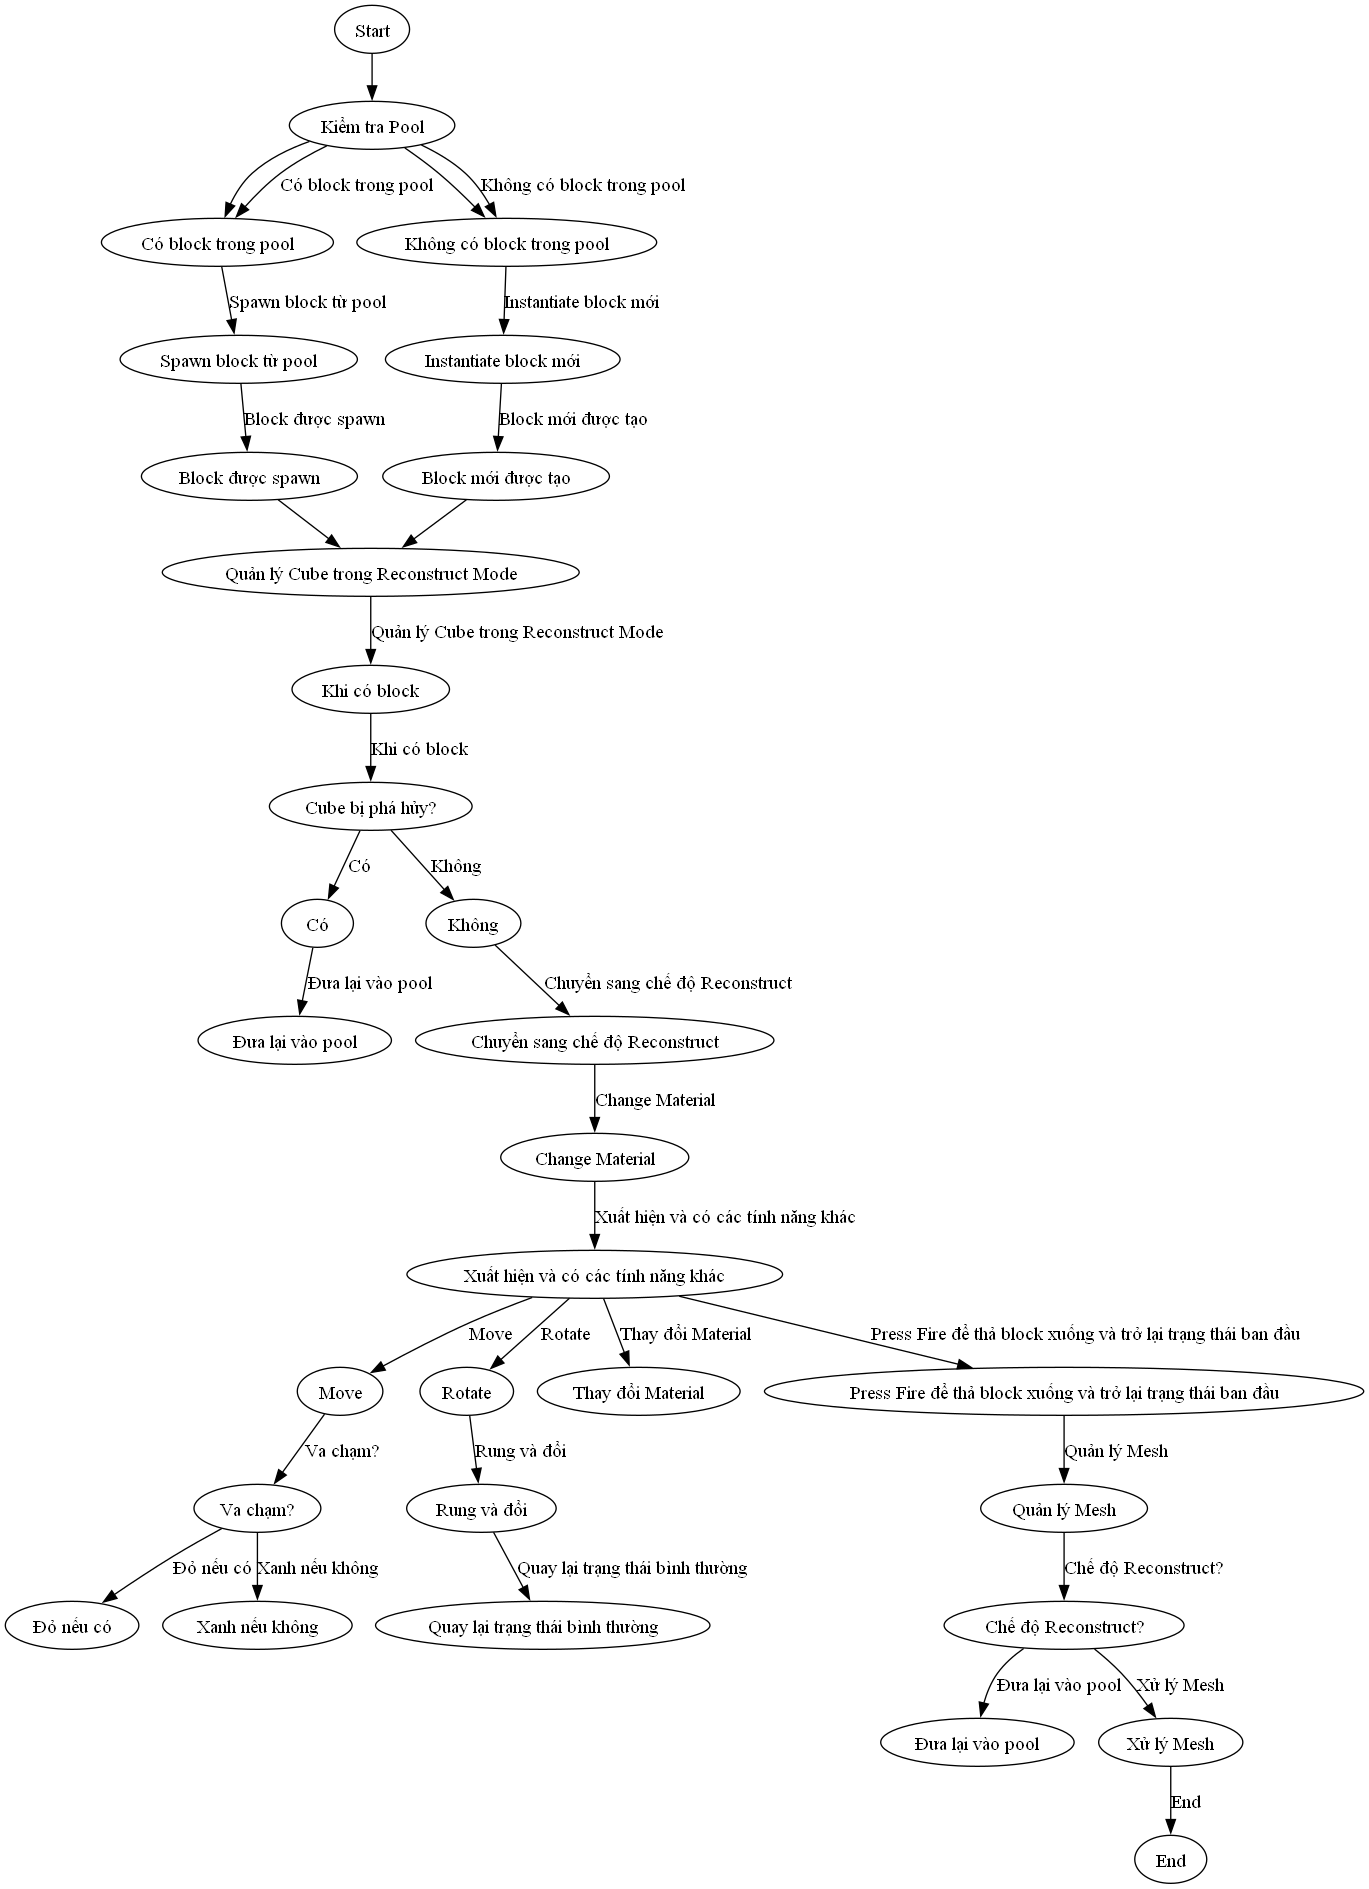 Start
Kiểm tra Pool
Có block trong pool
Không có block trong pool
Có block trong pool
Không có block trong pool
Spawn block từ pool
Instantiate block mới
Spawn block từ pool
Instantiate block mới
Block được spawn
Block mới được tạo
Block được spawn
Block mới được tạo
Quản lý Cube trong Reconstruct Mode
Quản lý Cube trong Reconstruct Mode
Khi có block
Khi có block
Cube bị phá hủy?
Có
Không
Có
Không
Đưa lại vào pool
Chuyển sang chế độ Reconstruct
Đưa lại vào pool
Chuyển sang chế độ Reconstruct
Change Material
Change Material
Xuất hiện và có các tính năng khác
Xuất hiện và có các tính năng khác
Move
Rotate
Thay đổi Material
Press Fire để thả block xuống và trở lại trạng thái ban đầu
Move
Rotate
Thay đổi Material
Press Fire để thả block xuống và trở lại trạng thái ban đầu
Va chạm?
Rung và đổi
Quản lý Mesh
Va chạm?
Rung và đổi
Quản lý Mesh
Đỏ nếu có
Xanh nếu không
Quay lại trạng thái bình thường
Chế độ Reconstruct?
Đỏ nếu có
Xanh nếu không
Quay lại trạng thái bình thường
Chế độ Reconstruct?
Đưa lại vào pool
Xử lý Mesh
Đưa lại vào pool
Xử lý Mesh
End
End